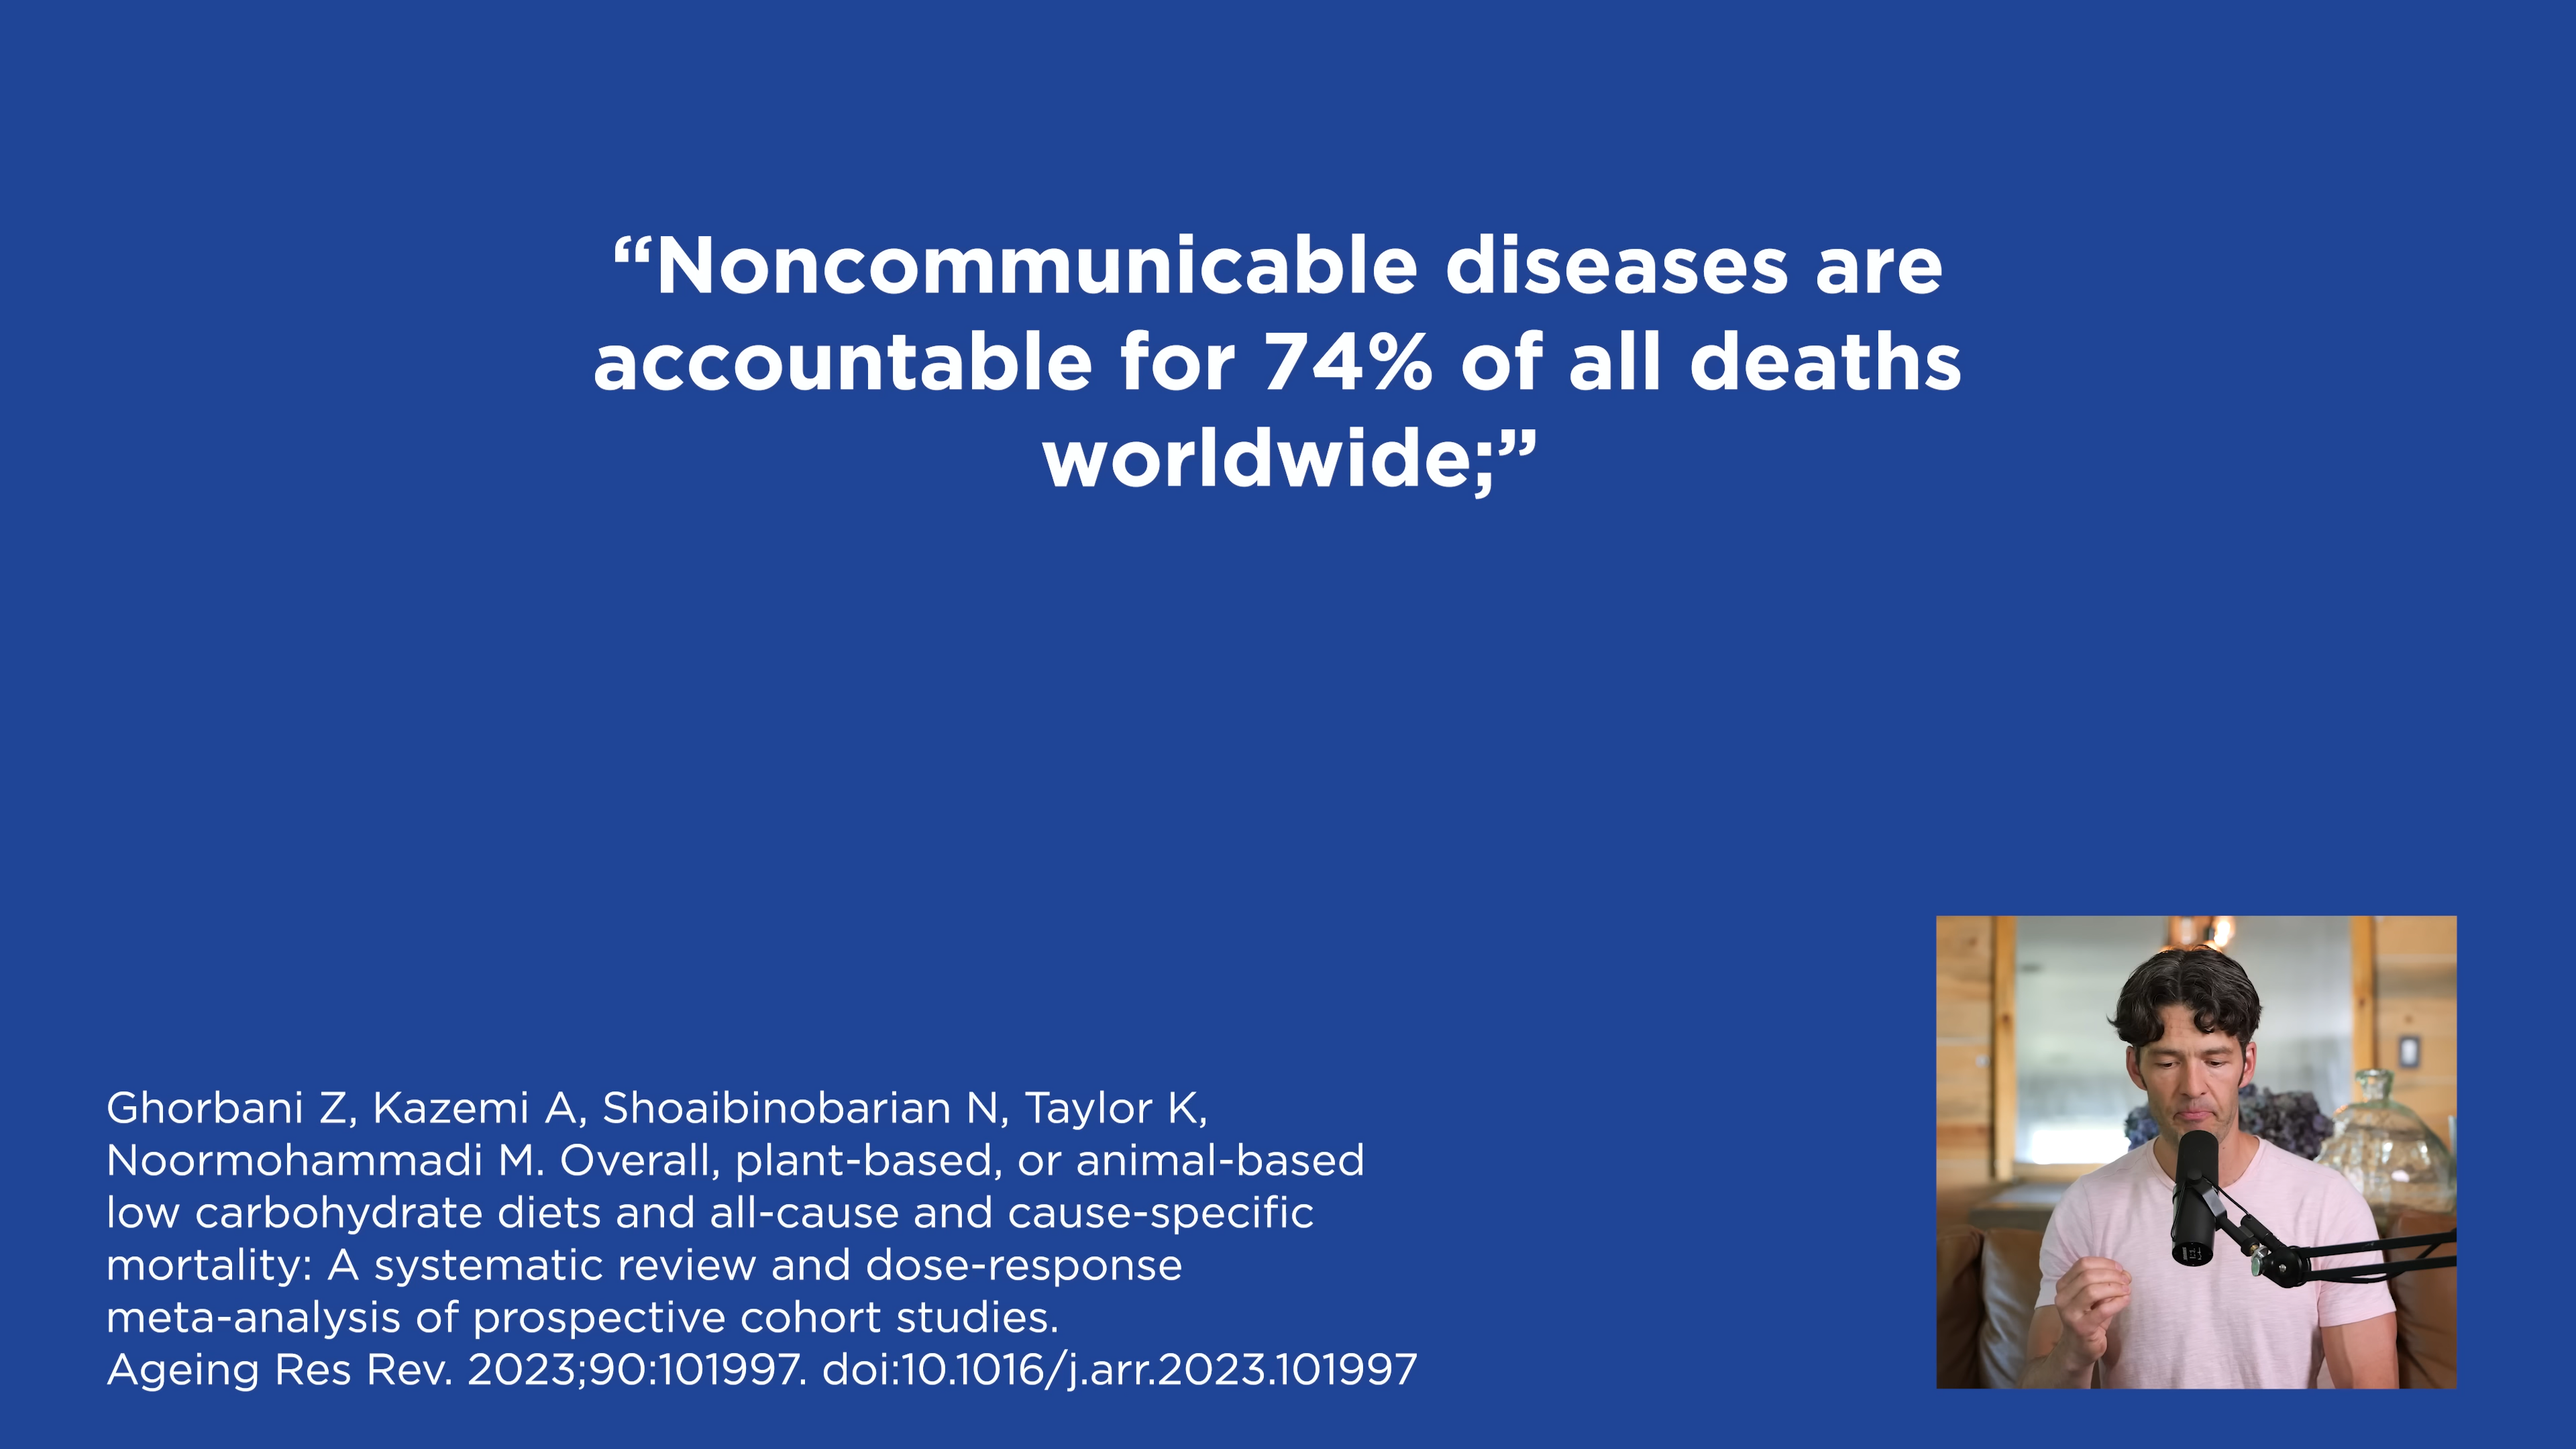 “Noncommunicable diseases are
accountable for 74% of all deaths
worldwide;”
Ghorbani Z, Kazemi A, Shoaibinobarian N, Taylor K,
Noormohammadi M. Overall, plant-based, or animal-based
low carbohydrate diets and all-cause and cause-specific
mortality: A systematic review and dose-response
meta-analysis of prospective cohort studies.
Ageing Res Rev. 2023;90:101997. doi:10.1016/j.arr.2023.101997